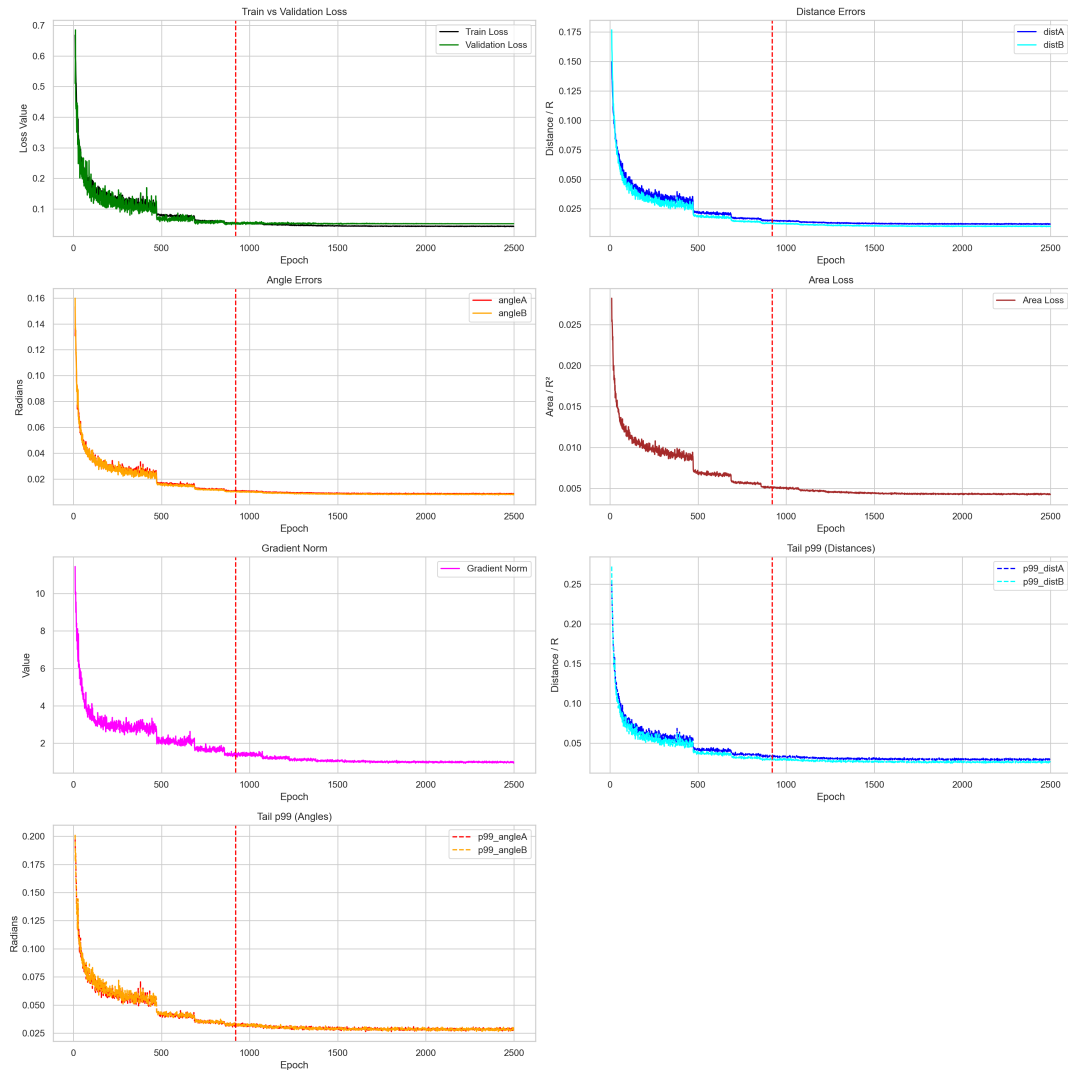 Train vs Validation Loss
Loss Value
0.7
0.6
0.5
0.4
0.3
0.2
0.1
Train Loss
Validation Loss
0 500 1000 1500 2000 2500
Epoch
Distance Errors
Distance / R
0.175
0.150
0.125
0.100
0.075
0.050
0.025
distA
distB
0 500 1000 1500 2000 2500
Epoch
Angle Errors
Radians
0.16
0.14
0.12
0.10
0.08
0.06
0.04
0.02
angleA
angleB
0 500 1000 1500 2000 2500
Epoch
Area Loss
Area / R²
0.025
0.020
0.015
0.010
0.005
Area Loss
0 500 1000 1500 2000 2500
Epoch
Gradient Norm
Value
10
8
6
4
2
Gradient Norm
0 500 1000 1500 2000 2500
Epoch
Tail p99 (Distances)
Distance / R
0.25
0.20
0.15
0.10
0.05
p99_distA
p99_distB
0 500 1000 1500 2000 2500
Epoch
Tail p99 (Angles)
Radians
0.200
0.175
0.150
0.125
0.100
0.075
0.050
0.025
p99_angleA
p99_angleB
0 500 1000 1500 2000 2500
Epoch